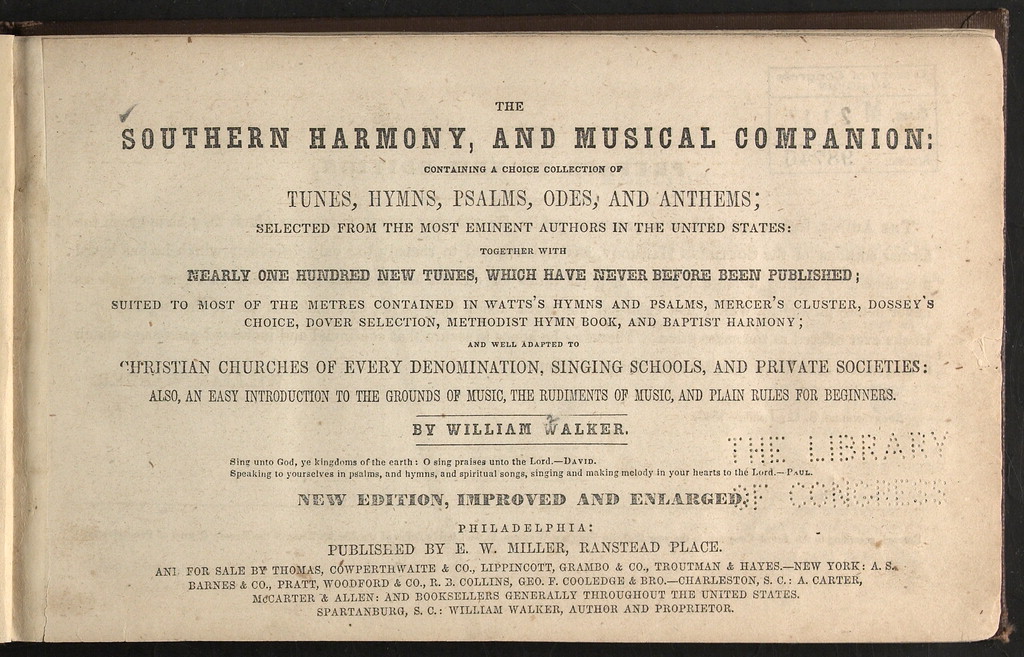 THE
SOUTHERN HARMONY, AND MUSICAL COMPANION:
CONTAINING A CHOICE COLLECTION OF
TUNES, HYMNS, PSALMS, ODES, AND ANTHEMS;
SELECTED FROM THE MOST EMINENT AUTHORS IN THE UNITED STATES:
TOGETHER WITH
NEARLY ONE HUNDRED NEW TUNES, WHICH HAVE NEVER BEFORE BEEN PUBLISHED;
SUITED TO MOST OF THE METRES CONTAINED IN WATTS'S HYMNS AND PSALMS, MERCER'S CLUSTER, DOSSEY'S
CHOICE, DOVER SELECTION, METHODIST HYMN BOOK, AND BAPTIST HARMONY;
AND WELL ADAPTED TO
CHRISTIAN CHURCHES OF EVERY DENOMINATION, SINGING SCHOOLS, AND PRIVATE SOCIETIES:
ALSO, AN EASY INTRODUCTION TO THE GROUNDS OF MUSIC, THE RUDIMENTS OF MUSIC, AND PLAIN RULES FOR BEGINNERS.
BY WILLIAM WALKER.
Sing unto God, ye kingdoms of the earth: O sing praises unto the Lord.—DAVID.
Speaking to yourselves in psalms, and hymns, and spiritual songs, singing and making melody in your hearts to the Lord.—PAUL.
THE LIBRARY
OF CONGRESS
NEW EDITION, IMPROVED AND ENLARGED.
PHILADELPHIA:
PUBLISHED BY E. W. MILLER, RANSTEAD PLACE.
AND FOR SALE BY THOMAS, COWPERTHWAITE & CO., LIPPINCOTT, GRAMBO & CO., TROUTMAN & HAYES.—NEW YORK: A. S.
BARNES & CO., PRATT, WOODFORD & CO., R. B. COLLINS, GEO. F. COOLEDGE & BRO.—CHARLESTON, S. C.: A. CARTER,
McCARTER & ALLEN: AND BOOKSELLERS GENERALLY THROUGHOUT THE UNITED STATES.
SPARTANBURG, S. C.: WILLIAM WALKER, AUTHOR AND PROPRIETOR.